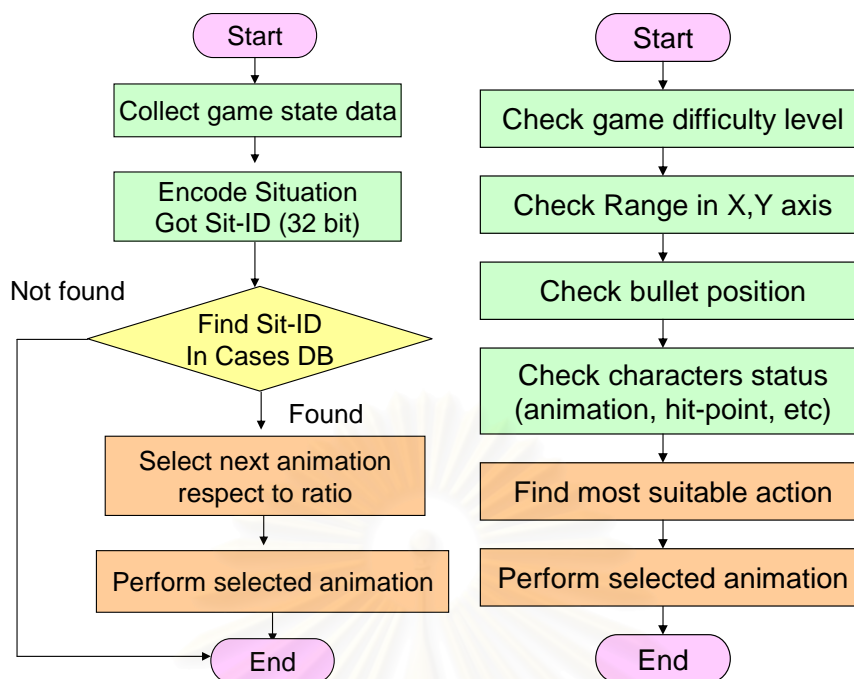 Start
Collect game state data
Encode Situation
Got Sit-ID (32 bit)
Not found
Find Sit-ID
In Cases DB
Found
Select next animation
respect to ratio
Perform selected animation
End
Start
Check game difficulty level
Check Range in X,Y axis
Check bullet position
Check characters status
(animation, hit-point, etc)
Find most suitable action
Perform selected animation
End